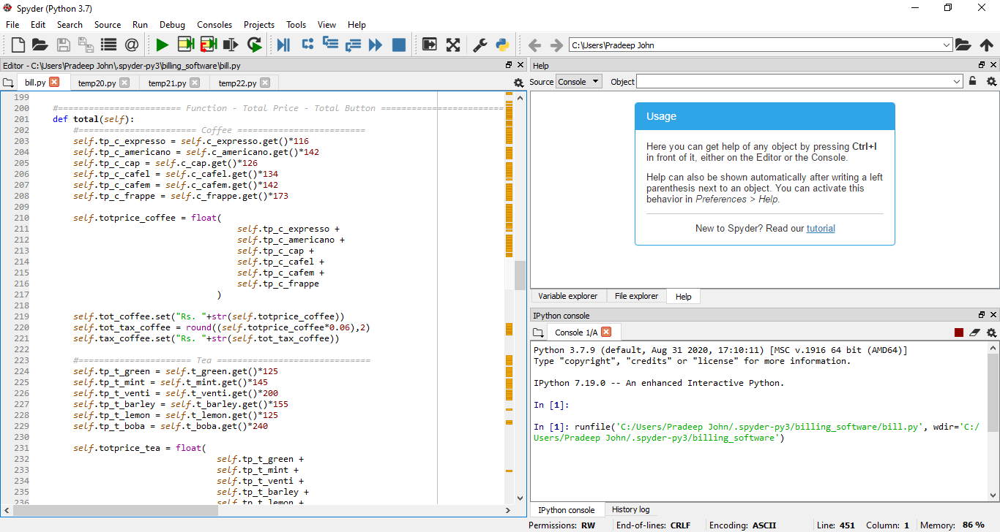 Spyder (Python 3.7)
File Edit Search Source Run Debug Consoles Projects Tools View Help
C:\Users\Pradeep John
Editor - C:\Users\Pradeep John\.spyder-py3\billing_software\bill.py
bill.py temp20.py temp21.py temp22.py
199
200 #======================== Function - Total Price - Total Button ========================
201 def total(self):
202 #======================= Coffee =========================
203 self.tp_c_expresso = self.c_expresso.get()*116
204 self.tp_c_americano = self.c_americano.get()*142
205 self.tp_c_cap = self.c_cap.get()*126
206 self.tp_c_cafel = self.c_cafel.get()*134
207 self.tp_c_cafem = self.c_cafem.get()*142
208 self.tp_c_frappe = self.c_frappe.get()*173
209
210 self.totprice_coffee = float(
211 self.tp_c_expresso +
212 self.tp_c_americano +
213 self.tp_c_cap +
214 self.tp_c_cafel +
215 self.tp_c_cafem +
216 self.tp_c_frappe
217 )
218
219 self.tot_coffee.set("Rs. "+str(self.totprice_coffee))
220 self.tot_tax_coffee = round((self.totprice_coffee*0.06),2)
221 self.tax_coffee.set("Rs. "+str(self.tot_tax_coffee))
222
223 #====================== Tea ==============================
224 self.tp_t_green = self.t_green.get()*125
225 self.tp_t_mint = self.t_mint.get()*145
226 self.tp_t_venti = self.t_venti.get()*200
227 self.tp_t_barley = self.t_barley.get()*155
228 self.tp_t_lemon = self.t_lemon.get()*125
229 self.tp_t_boba = self.t_boba.get()*240
230
231 self.totprice_tea = float(
232 self.tp_t_green +
233 self.tp_t_mint +
234 self.tp_t_venti +
235 self.tp_t_barley +
236 self.tp_t_lemon +
Help
Source Console Object
Usage
Here you can get help of any object by pressing Ctrl+I
in front of it, either on the Editor or the Console.
Help can also be shown automatically after writing a left
parenthesis next to an object. You can activate this
behavior in Preferences > Help.
New to Spyder? Read our tutorial
Variable explorer File explorer Help
IPython console
Console 1/A
Python 3.7.9 (default, Aug 31 2020, 17:10:11) [MSC v.1916 64 bit (AMD64)]
Type "copyright", "credits" or "license" for more information.
IPython 7.19.0 -- An enhanced Interactive Python.
In [1]:
In [1]: runfile('C:/Users/Pradeep John/.spyder-py3/billing_software/bill.py', wdir='C:/
Users/Pradeep John/.spyder-py3/billing_software')
IPython console History log
Permissions: RW End-of-lines: CRLF Encoding: ASCII Line: 451 Column: 1 Memory: 86 %